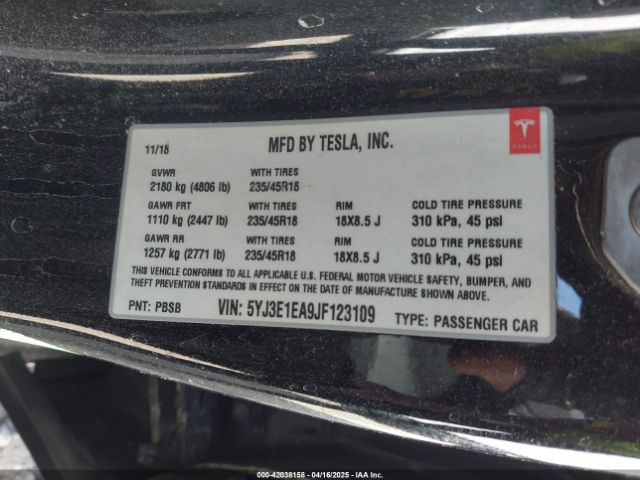 11/18
MFD BY TESLA, INC.
TESLA
GVWR WITH TIRES
2180 kg (4806 lb) 235/45R18
GAWR FRT WITH TIRES RIM COLD TIRE PRESSURE
1110 kg (2447 lb) 235/45R18 18X8.5 J 310 kPa, 45 psi
GAWR RR WITH TIRES RIM COLD TIRE PRESSURE
1257 kg (2771 lb) 235/45R18 18X8.5 J 310 kPa, 45 psi
THIS VEHICLE CONFORMS TO ALL APPLICABLE U.S. FEDERAL MOTOR VEHICLE SAFETY, BUMPER, AND
THEFT PREVENTION STANDARDS IN EFFECT ON THE DATE OF MANUFACTURE SHOWN ABOVE.
PNT: PBSB VIN: 5YJ3E1EA9JF123109 TYPE: PASSENGER CAR
000-42038158 - 04/16/2025 - IAA Inc.